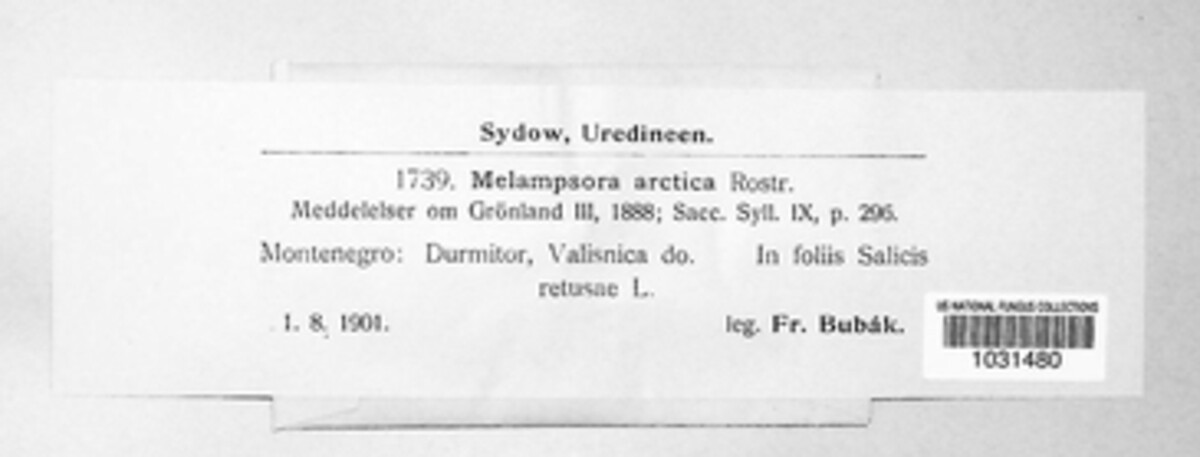 Sydow, Uredineen.
1739. Melampsora arctica Rostr.
Meddelelser om Grönland III, 1888; Sacc. Syll. IX, p. 296.
Montenegro: Durmitor, Valisnica do. In foliis Salicis
retusae L.
1. 8. 1901. leg. Fr. Bubák.
US NATIONAL FUNGUS COLLECTIONS
1031480